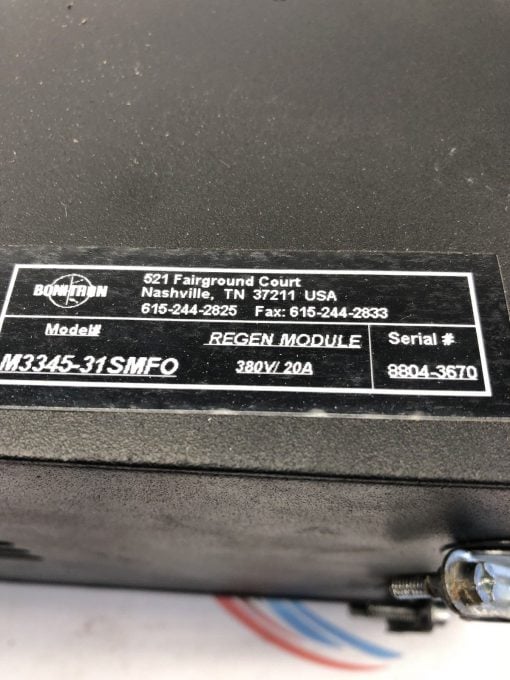 BONITRON
521 Fairground Court
Nashville, TN 37211 USA
615-244-2825 Fax: 615-244-2833
Model#
M3345-31SMFO
REGEN MODULE
380V/ 20A
Serial #
8804-3670